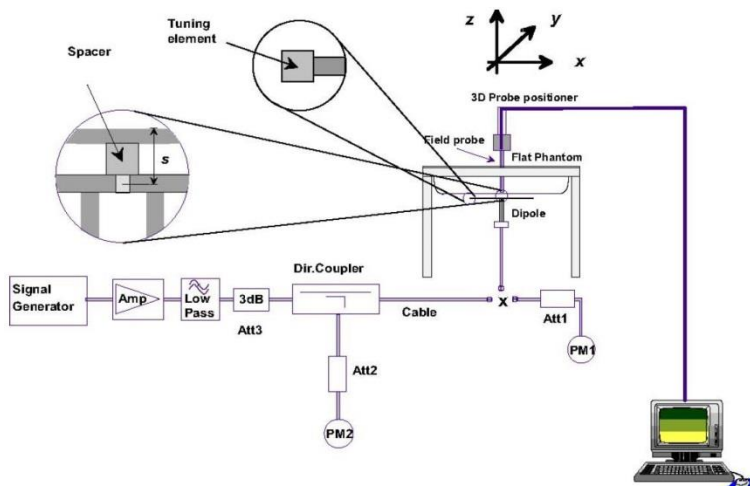 Tuning
element
Spacer
s
z
y
x
3D Probe positioner
Field probe
Flat Phantom
Dipole
Signal
Generator
Amp
Low
Pass
3dB
Att3
Dir.Coupler
Cable
x
Att1
PM1
Att2
PM2